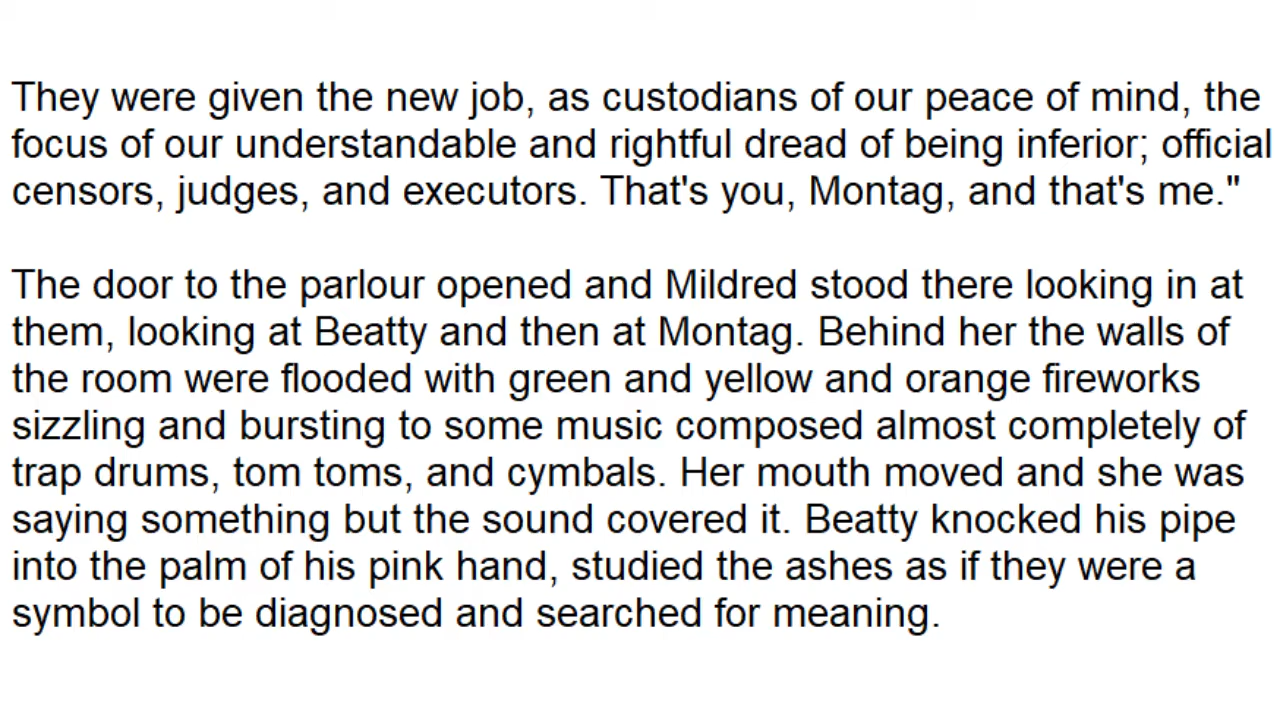 They were given the new job, as custodians of our peace of mind, the
focus of our understandable and rightful dread of being inferior; official
censors, judges, and executors. That's you, Montag, and that's me."
The door to the parlour opened and Mildred stood there looking in at
them, looking at Beatty and then at Montag. Behind her the walls of
the room were flooded with green and yellow and orange fireworks
sizzling and bursting to some music composed almost completely of
trap drums, tom toms, and cymbals. Her mouth moved and she was
saying something but the sound covered it. Beatty knocked his pipe
into the palm of his pink hand, studied the ashes as if they were a
symbol to be diagnosed and searched for meaning.